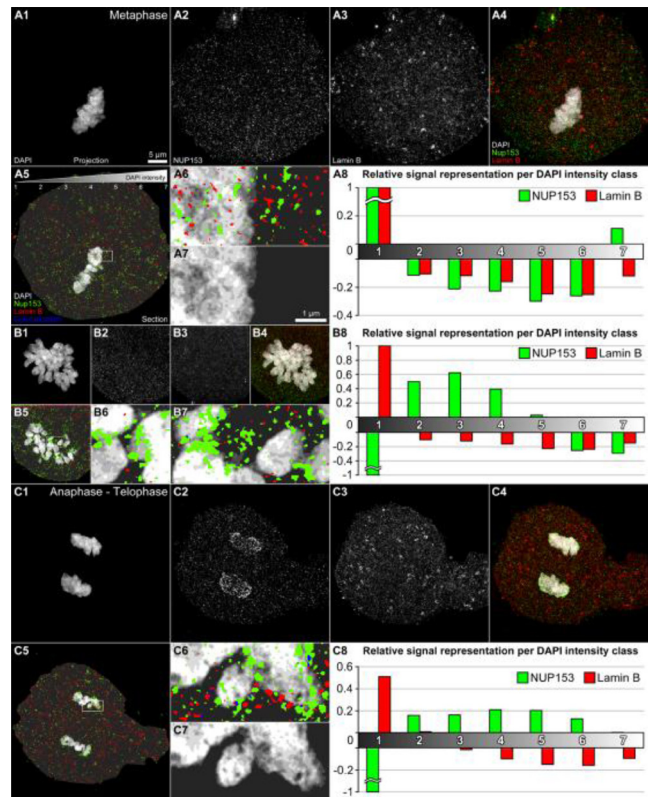 A1 Metaphase
DAPI Projection 5 µm
A2
NUP153
A3
Lamin B
A4
DAPI
Nup153
Lamin B
A5
DAPI intensity
1 2 3 4 5 6 7
DAPI
Nup153
Lamin B
Section
A6
A7
1 µm
A8 Relative signal representation per DAPI intensity class
NUP153 Lamin B
1
0.2
0
-0.2
-0.4
1 2 3 4 5 6 7
B1
B2
B3
B4
B5
B6
B7
B8 Relative signal representation per DAPI intensity class
NUP153 Lamin B
1
0.8
0.6
0.4
0.2
0
-0.2
-0.4
-1
1 2 3 4 5 6 7
C1 Anaphase - Telophase
C2
C3
C4
C5
C6
C7
C8 Relative signal representation per DAPI intensity class
NUP153 Lamin B
0.6
0.4
0.2
0
-0.2
-1
1 2 3 4 5 6 7